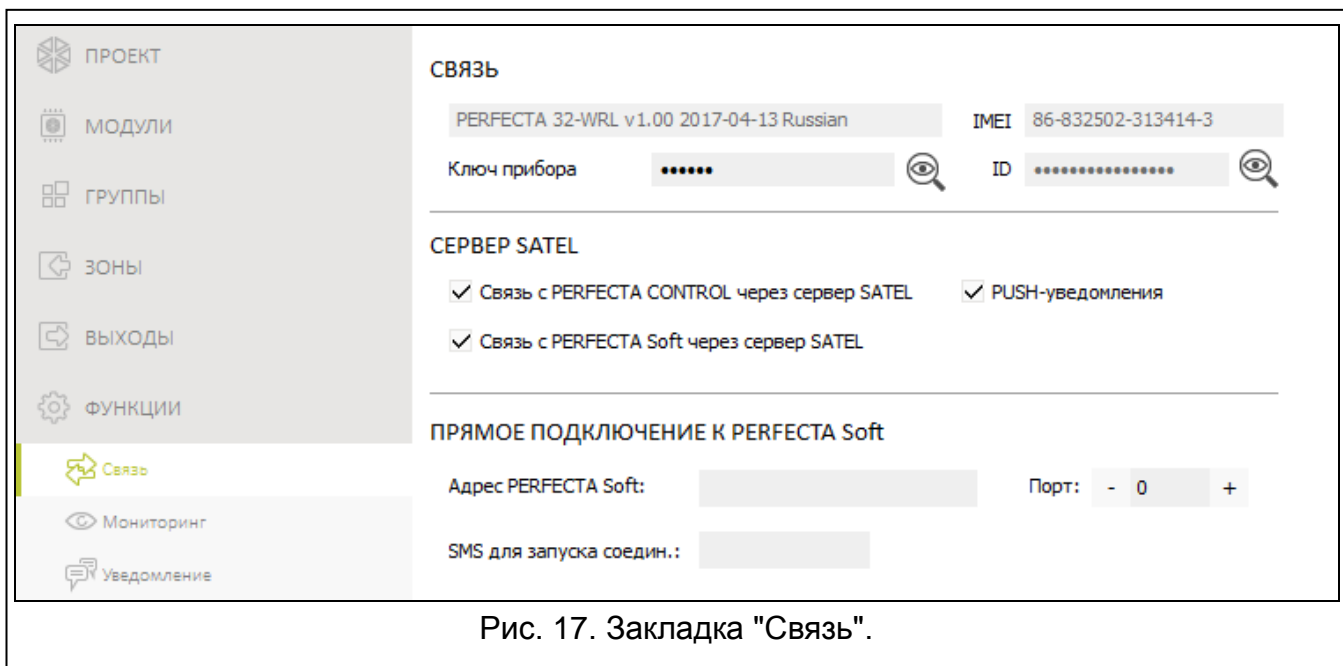 ПРОЕКТ
МОДУЛИ
ГРУППЫ
ЗОНЫ
ВЫХОДЫ
ФУНКЦИИ
Связь
Мониторинг
Уведомление
СВЯЗЬ
PERFECTA 32-WRL v1.00 2017-04-13 Russian IMEI 86-832502-313414-3
Ключ прибора •••••• ID ••••••••••••••••
СЕРВЕР SATEL
Связь с PERFECTA CONTROL через сервер SATEL PUSH-уведомления
Связь с PERFECTA Soft через сервер SATEL
ПРЯМОЕ ПОДКЛЮЧЕНИЕ К PERFECTA Soft
Адрес PERFECTA Soft: Порт: - 0 +
SMS для запуска соедин.:
Рис. 17. Закладка "Связь".